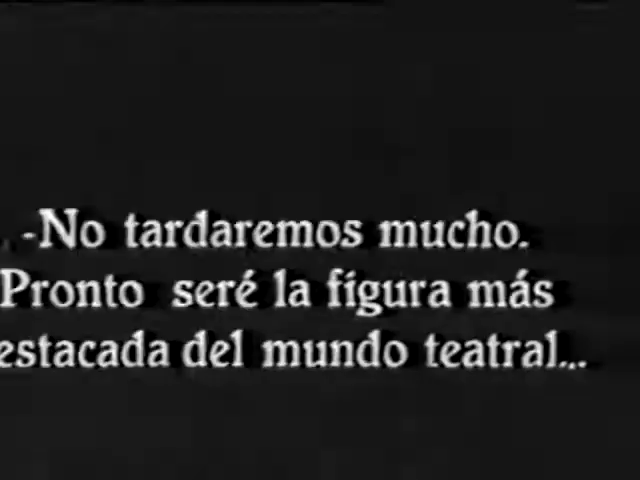 -No tardaremos mucho.
Pronto seré la figura más
estacada del mundo teatral...